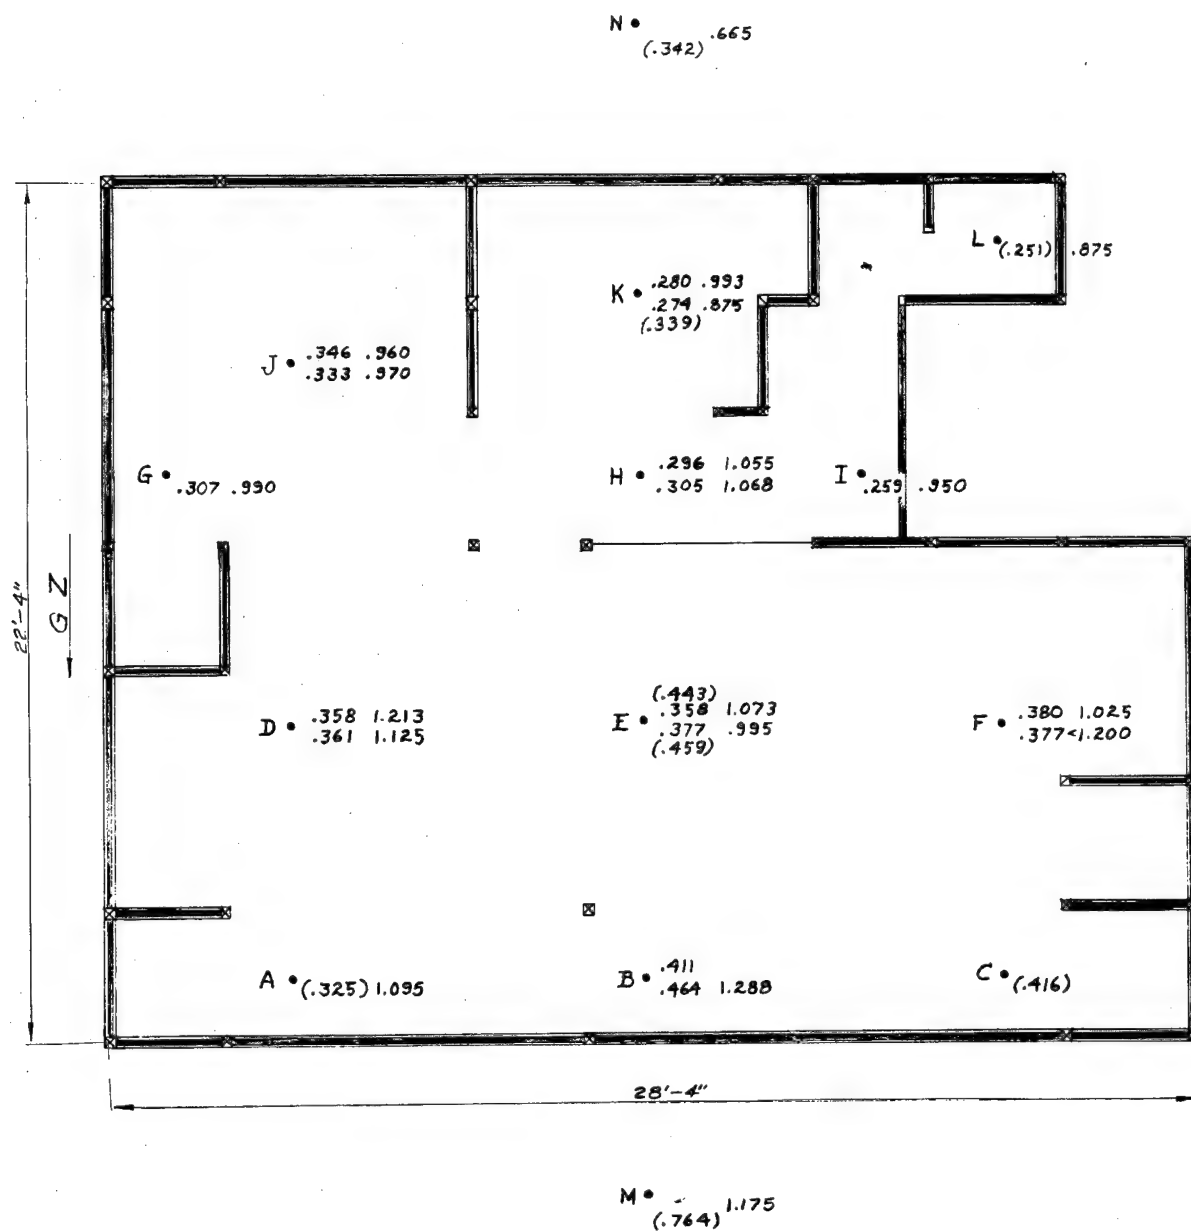 N
(.342) .665
L (.251) .875
K .280 .993
.274 .875
(.339)
J .346 .960
.333 .970
G .307 .990
H .296 1.055
.305 1.068
I .259 .950
GZ
22'-4"
D .358 1.213
.361 1.125
(.443)
E .358 1.073
.377 .995
(.459)
F .380 1.025
.377<1.200
A (.325) 1.095
B .411
.464 1.288
C (.416)
28'-4"
M
(.764) 1.175